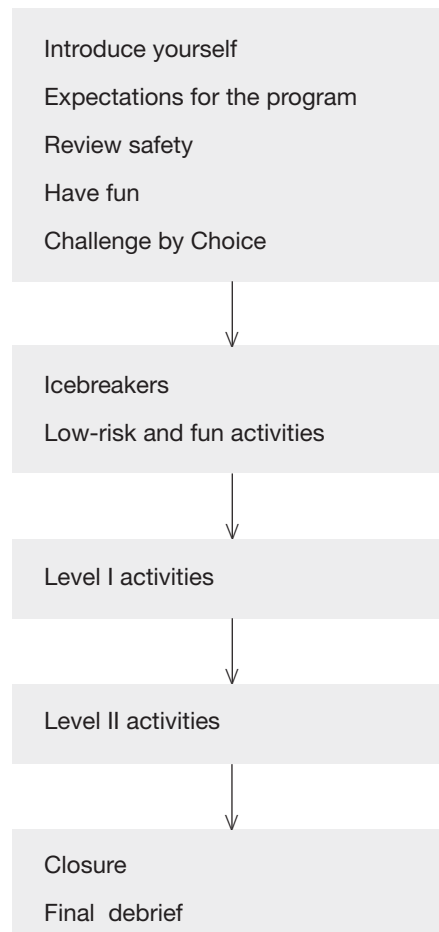 Introduce yourself
Expectations for the program
Review safety
Have fun
Challenge by Choice
Icebreakers
Low-risk and fun activities
Level I activities
Level II activities
Closure
Final debrief